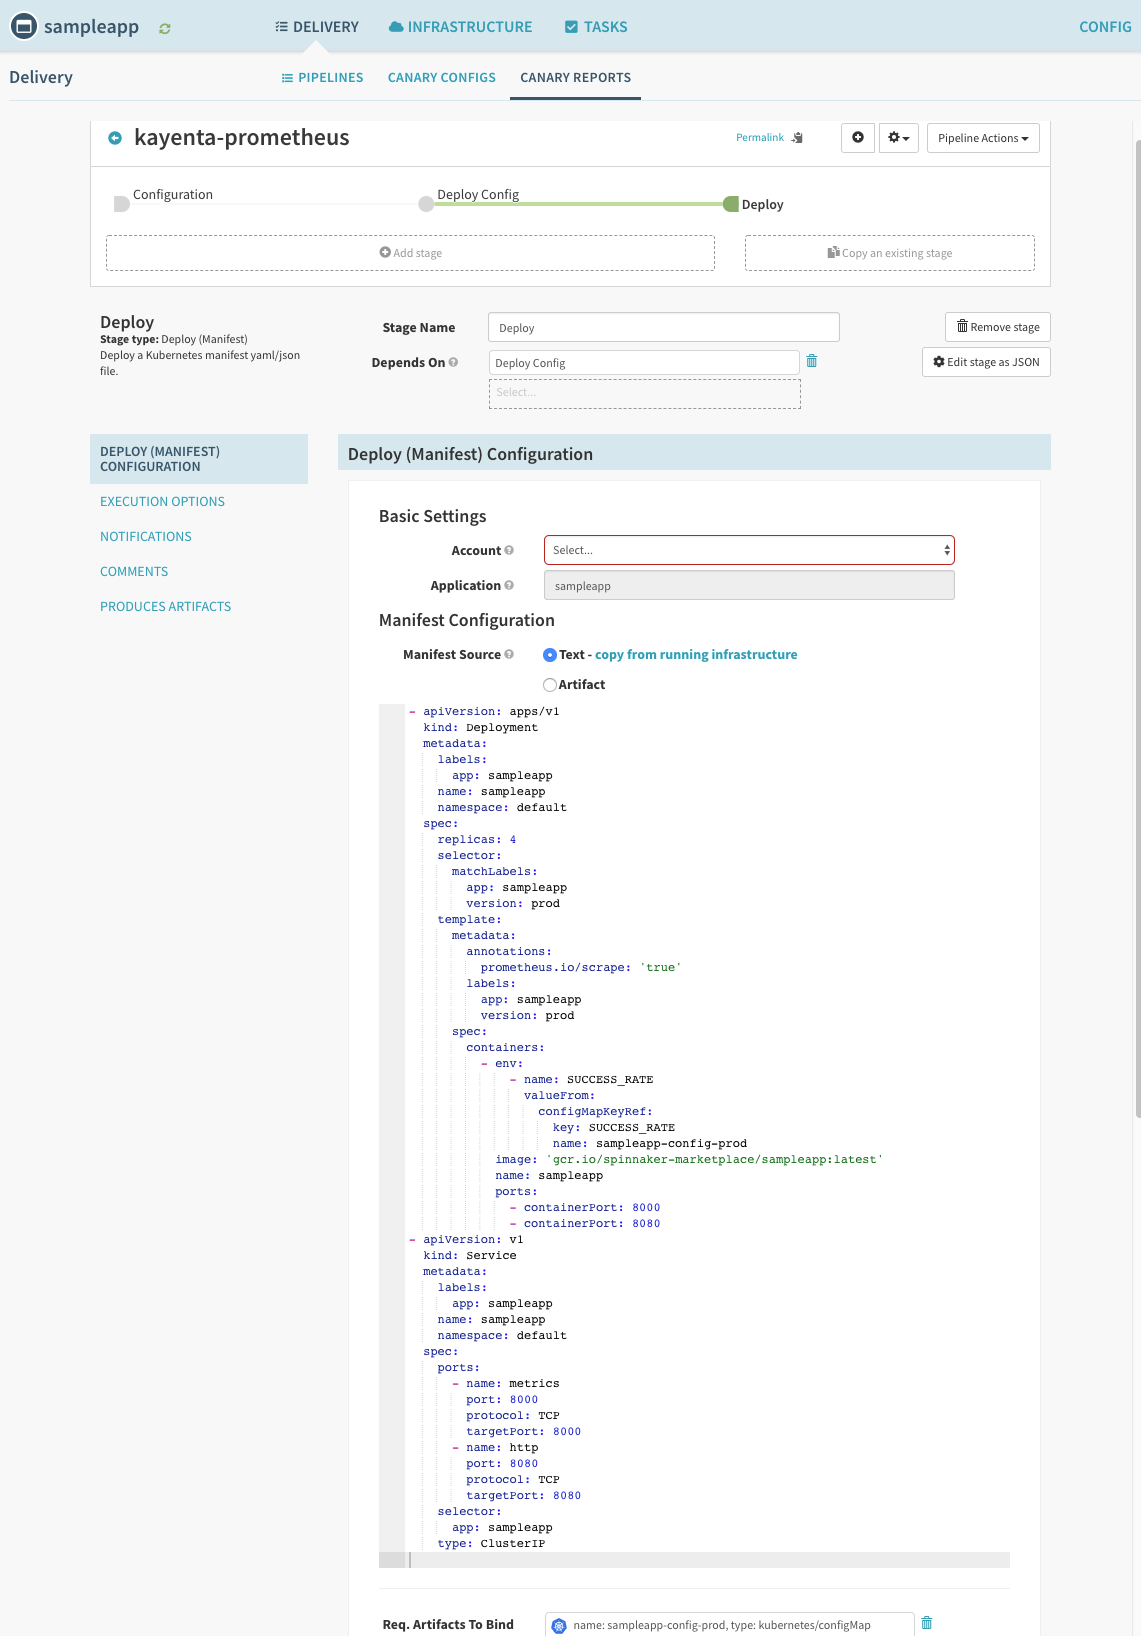 sampleapp
DELIVERY INFRASTRUCTURE TASKS CONFIG
Delivery PIPELINES CANARY CONFIGS CANARY REPORTS
kayenta-prometheus Permalink Pipeline Actions
Configuration Deploy Config Deploy
Add stage Copy an existing stage
Deploy
Stage type: Deploy (Manifest)
Deploy a Kubernetes manifest yaml/json
file.
Stage Name Deploy Remove stage
Depends On Deploy Config Edit stage as JSON
Select...
DEPLOY (MANIFEST)
CONFIGURATION
EXECUTION OPTIONS
NOTIFICATIONS
COMMENTS
PRODUCES ARTIFACTS
Deploy (Manifest) Configuration
Basic Settings
Account Select...
Application sampleapp
Manifest Configuration
Manifest Source Text - copy from running infrastructure
Artifact
- apiVersion: apps/v1
  kind: Deployment
  metadata:
    labels:
      app: sampleapp
    name: sampleapp
    namespace: default
  spec:
    replicas: 4
    selector:
      matchLabels:
        app: sampleapp
        version: prod
    template:
      metadata:
        annotations:
          prometheus.io/scrape: 'true'
        labels:
          app: sampleapp
          version: prod
      spec:
        containers:
          - env:
              - name: SUCCESS_RATE
                valueFrom:
                  configMapKeyRef:
                    key: SUCCESS_RATE
                    name: sampleapp-config-prod
            image: 'gcr.io/spinnaker-marketplace/sampleapp:latest'
            name: sampleapp
            ports:
              - containerPort: 8000
              - containerPort: 8080
- apiVersion: v1
  kind: Service
  metadata:
    labels:
      app: sampleapp
    name: sampleapp
    namespace: default
  spec:
    ports:
      - name: metrics
        port: 8000
        protocol: TCP
        targetPort: 8000
      - name: http
        port: 8080
        protocol: TCP
        targetPort: 8080
    selector:
      app: sampleapp
    type: ClusterIP
Req. Artifacts To Bind name: sampleapp-config-prod, type: kubernetes/configMap